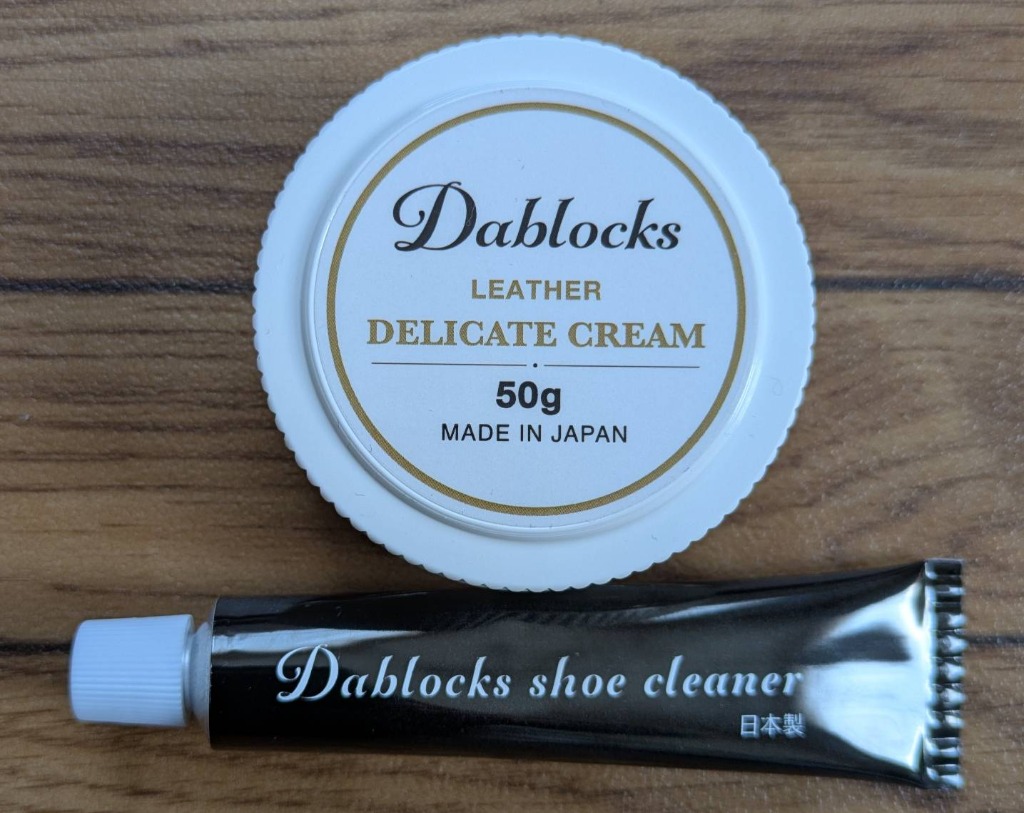 Dablocks
LEATHER
DELICATE CREAM
50g
MADE IN JAPAN
Dablocks shoe cleaner
日本製